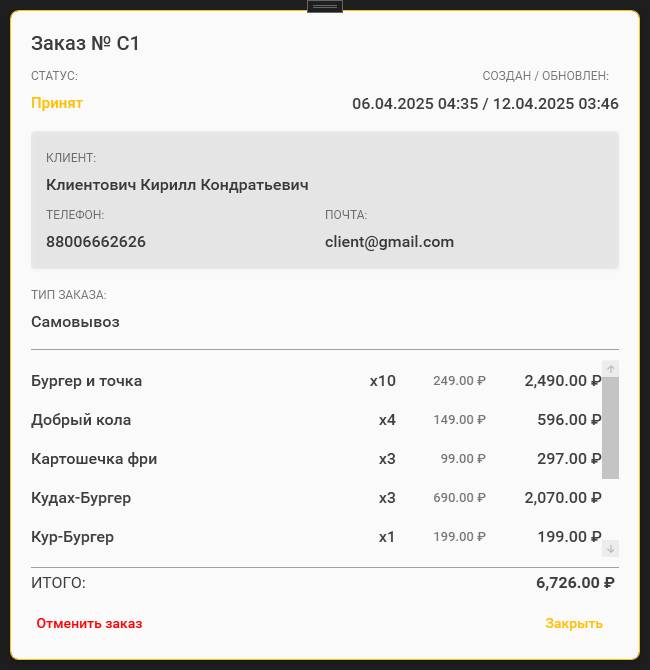 Заказ № C1
СТАТУС: СОЗДАН / ОБНОВЛЕН:
Принят 06.04.2025 04:35 / 12.04.2025 03:46
КЛИЕНТ:
Клиентович Кирилл Кондратьевич
ТЕЛЕФОН: ПОЧТА:
88006662626 client@gmail.com
ТИП ЗАКАЗА:
Самовывоз
Бургер и точка x10 249.00 ₽ 2,490.00 ₽
Добрый кола x4 149.00 ₽ 596.00 ₽
Картошечка фри x3 99.00 ₽ 297.00 ₽
Кудах-Бургер x3 690.00 ₽ 2,070.00 ₽
Кур-Бургер x1 199.00 ₽ 199.00 ₽
ИТОГО: 6,726.00 ₽
Отменить заказ Закрыть